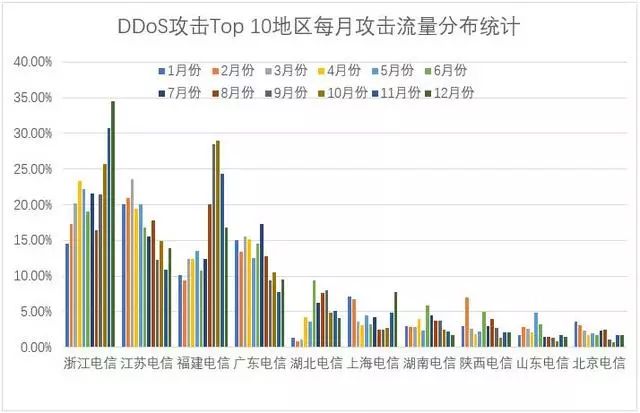 DDoS攻击Top 10地区每月攻击流量分布统计
40.00%
1月份 2月份 3月份 4月份 5月份 6月份
35.00%
7月份 8月份 9月份 10月份 11月份 12月份
30.00%
25.00%
20.00%
15.00%
10.00%
5.00%
0.00%
浙江电信 江苏电信 福建电信 广东电信 湖北电信 上海电信 湖南电信 陕西电信 山东电信 北京电信